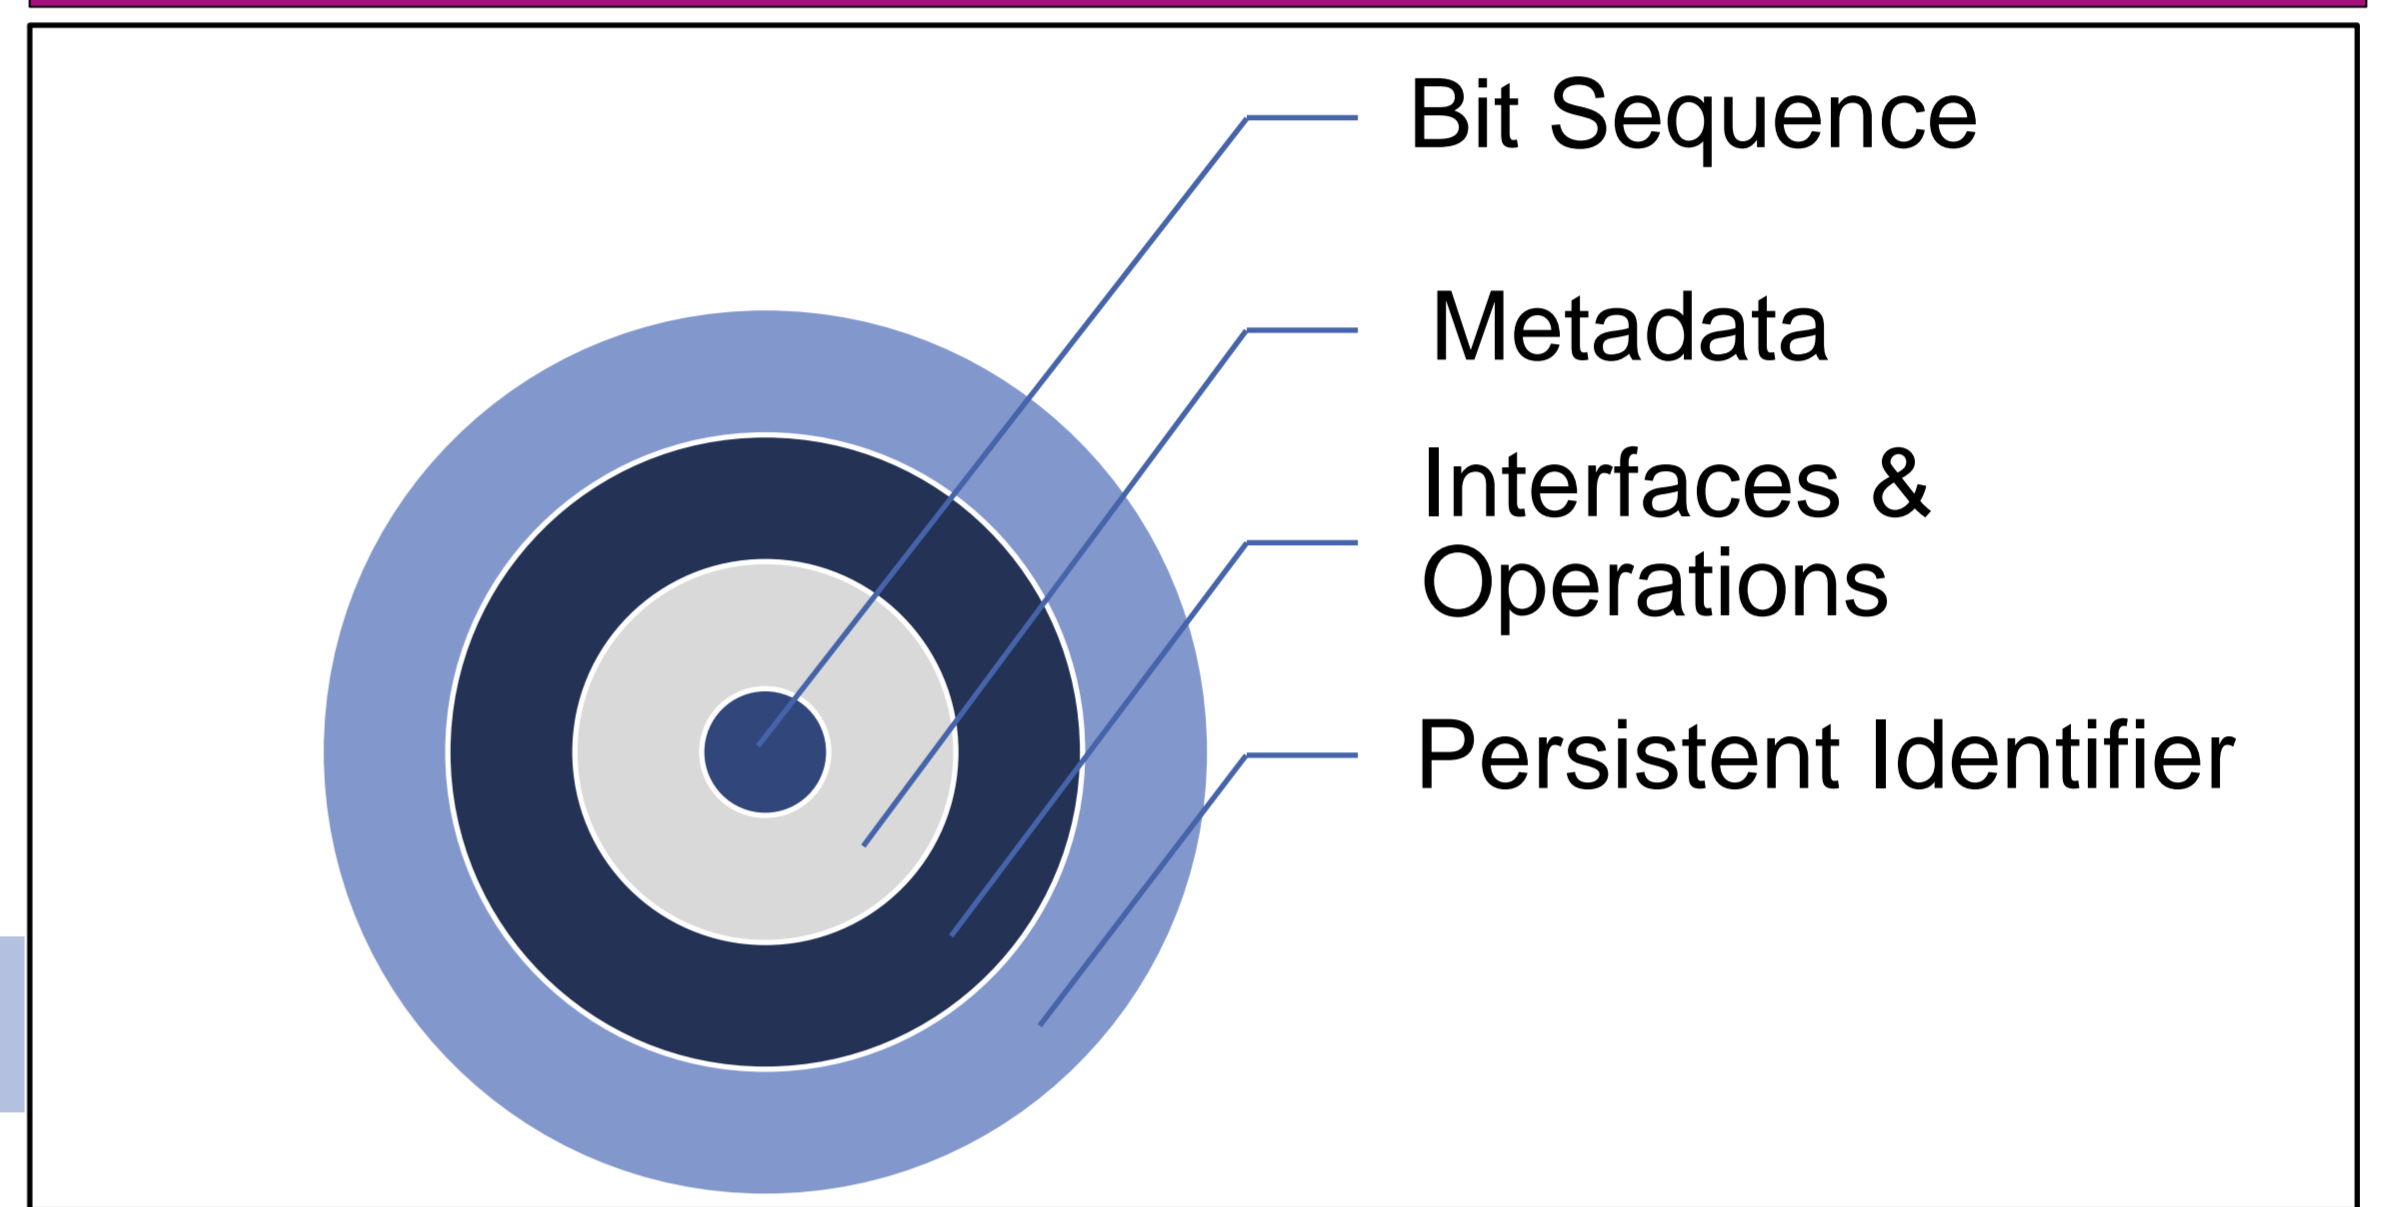 Bit Sequence
Metadata
Interfaces &
Operations
Persistent Identifier